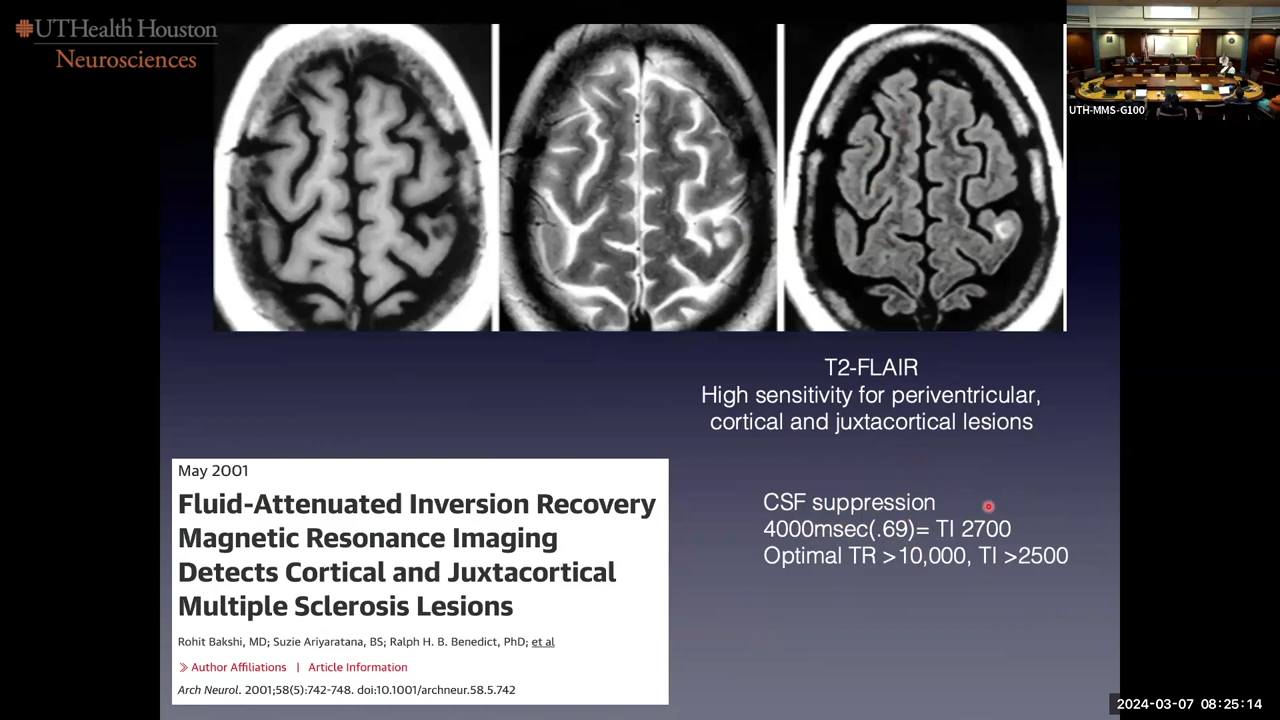 UTHealth Houston
Neurosciences
UTH-MMS-G100
T2-FLAIR
High sensitivity for periventricular,
cortical and juxtacortical lesions
CSF suppression
4000msec(.69)= TI 2700
Optimal TR >10,000, TI >2500
May 2001
Fluid-Attenuated Inversion Recovery
Magnetic Resonance Imaging
Detects Cortical and Juxtacortical
Multiple Sclerosis Lesions
Rohit Bakshi, MD; Suzie Ariyaratana, BS; Ralph H. B. Benedict, PhD; et al
Author Affiliations | Article Information
Arch Neurol. 2001;58(5):742-748. doi:10.1001/archneur.58.5.742
2024-03-07 08:25:14